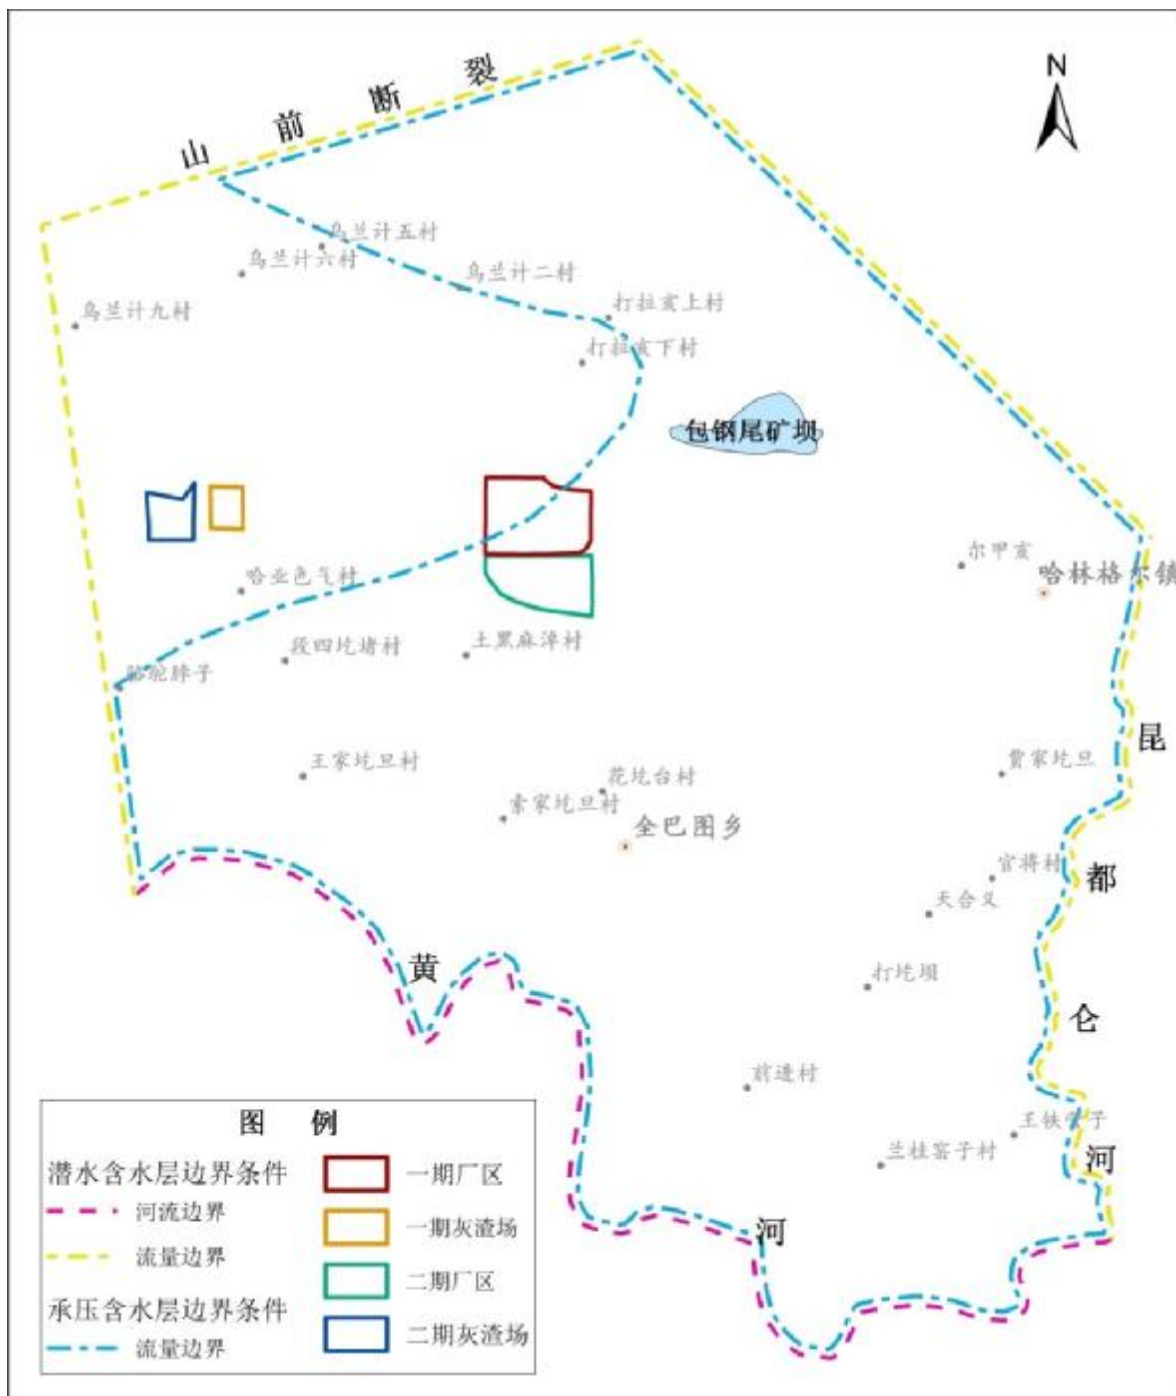 N
山前断裂
乌兰计五村
乌兰计六村
乌兰计二村
乌兰计九村
打拉亥上村
打拉亥下村
包钢尾矿坝
尔甲亥
哈林格尔镇
哈业色气村
土黑麻淖村
段四圪堵村
骆驼脖子
昆都仑河
王家圪旦村
贾家圪旦
花圪台村
索家圪旦村
全巴图乡
官将村
天合义
黄河
打圪坝
前进村
王铁营子
兰桂窑子村
图 例
潜水含水层边界条件
河流边界
流量边界
承压含水层边界条件
流量边界
一期厂区
一期灰渣场
二期厂区
二期灰渣场